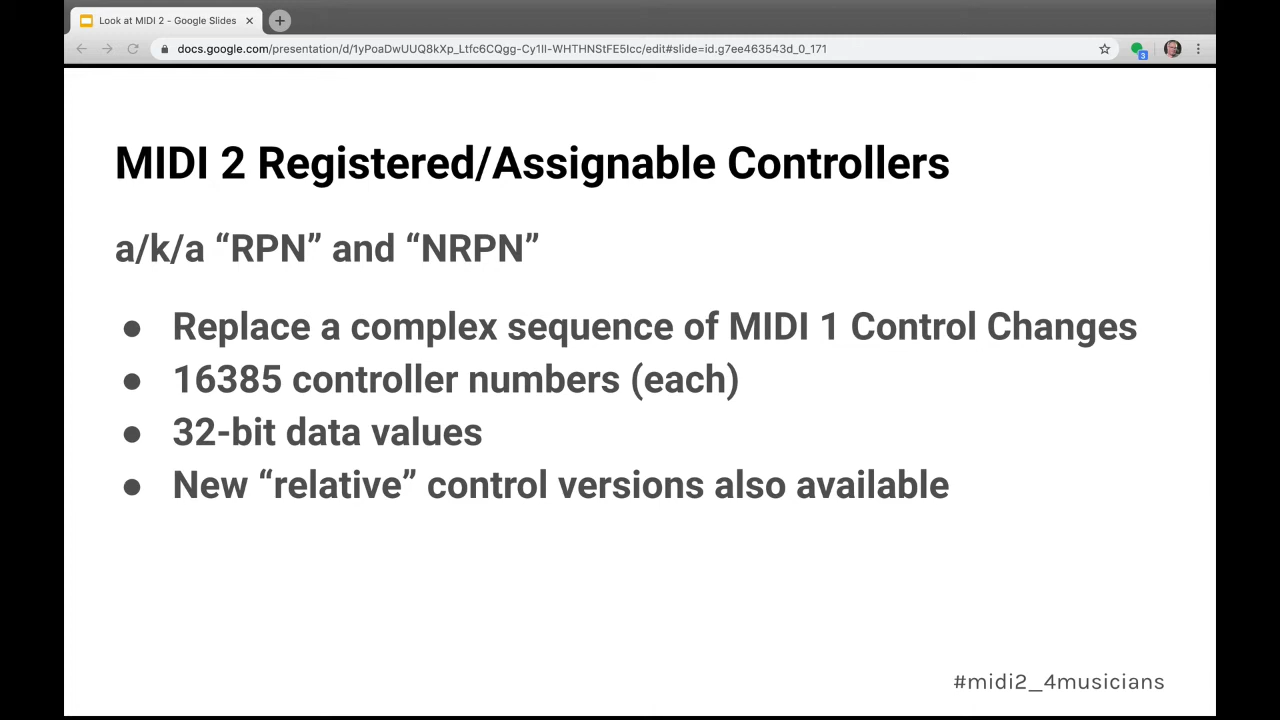 Look at MIDI 2 - Google Slides
docs.google.com/presentation/d/1yPoaDwUUQ8kXp_Ltfc6CQgg-Cy1lI-WHTHNStFE5Icc/edit#slide=id.g7ee463543d_0_171
3
MIDI 2 Registered/Assignable Controllers
a/k/a “RPN” and “NRPN”
● Replace a complex sequence of MIDI 1 Control Changes
● 16385 controller numbers (each)
● 32-bit data values
● New “relative” control versions also available
#midi2_4musicians